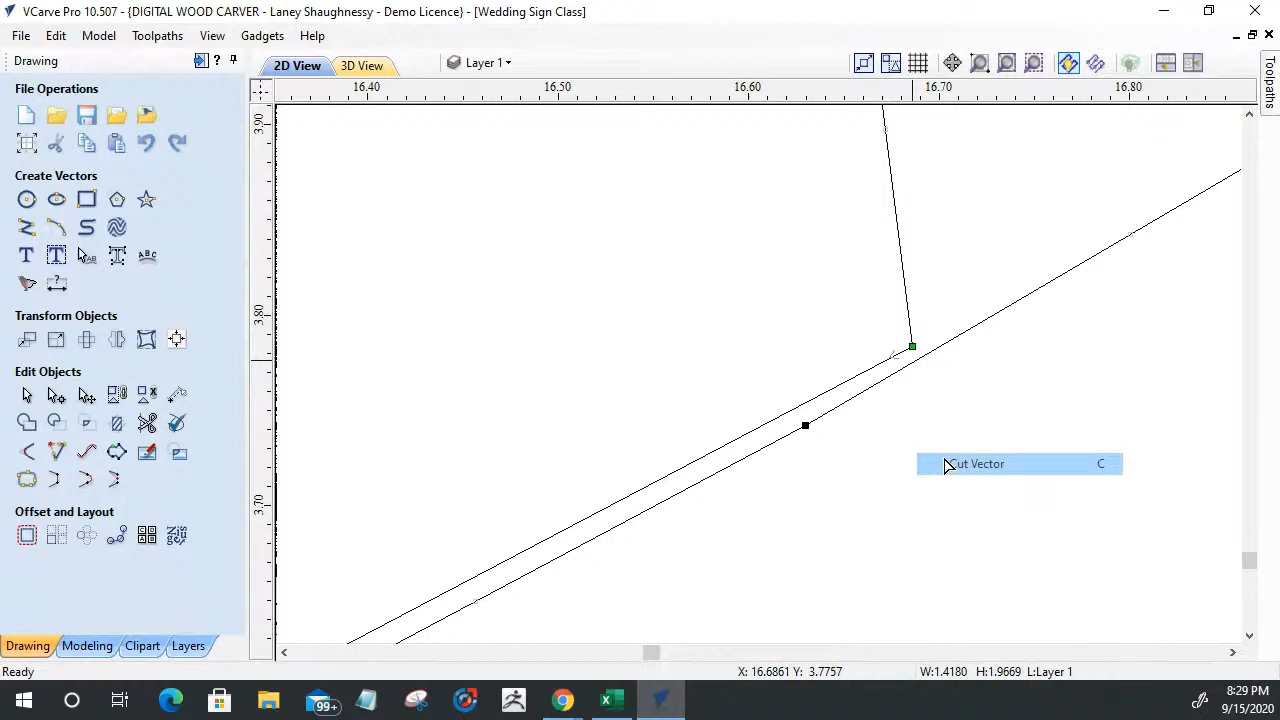 VCarve Pro 10.507 - {DIGITAL WOOD CARVER - Laney Shaughnessy - Demo Licence} - [Wedding Sign Class]
File Edit Model Toolpaths View Gadgets Help
Drawing
2D View 3D View Layer 1
File Operations
16.40 16.50 16.60 16.70 16.80
3.90
3.80
3.70
Create Vectors
Transform Objects
Edit Objects
Offset and Layout
Cut Vector C
Toolpaths
Drawing Modeling Clipart Layers
Ready X: 16.6861 Y: 3.7757 W:1.4180 H:1.9669 L:Layer 1
99+
8:29 PM
9/15/2020